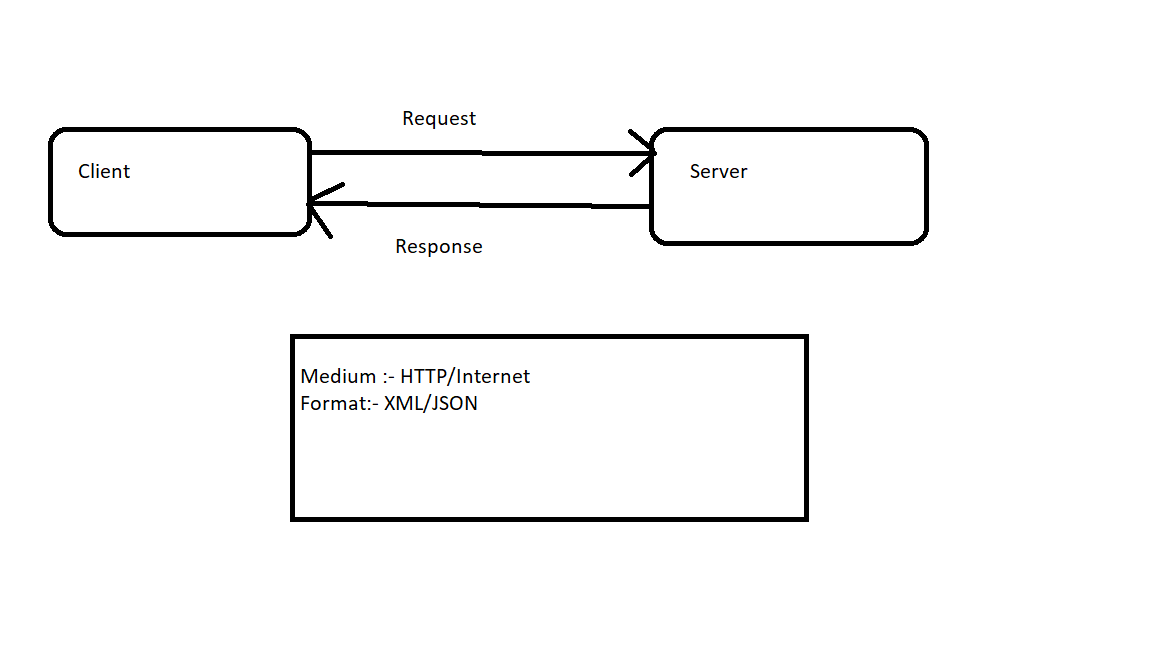 Request
Client
Server
Response
Medium :- HTTP/Internet
Format:- XML/JSON